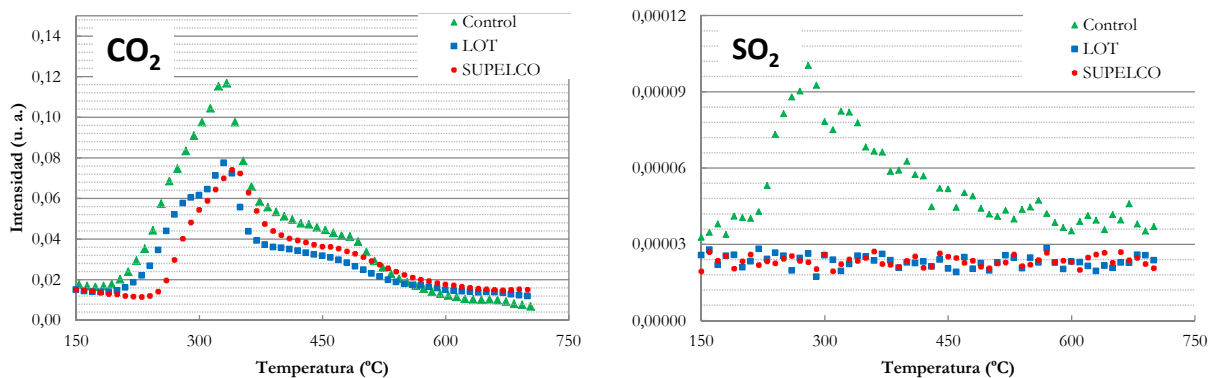 CO2
Control
LOT
SUPELCO
Intensidad (u. a.)
0,14
0,12
0,10
0,08
0,06
0,04
0,02
0,00
150
300
450
600
750
Temperatura (ºC)
SO2
Control
LOT
SUPELCO
0,00012
0,00009
0,00006
0,00003
0,00000
150
300
450
600
750
Temperatura (ºC)